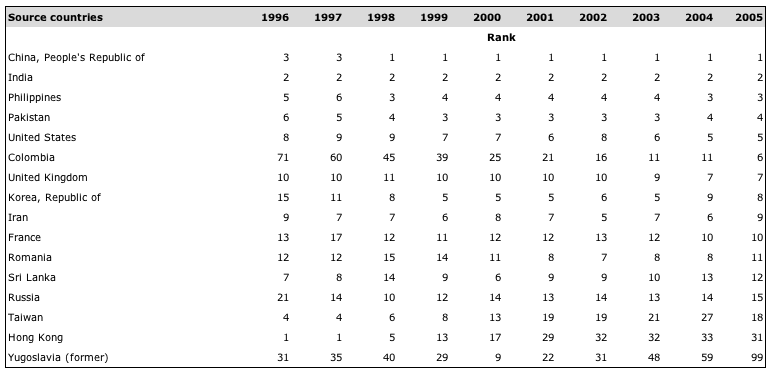 Source countries 1996 1997 1998 1999 2000 2001 2002 2003 2004 2005
Rank
China, People's Republic of 3 3 1 1 1 1 1 1 1 1
India 2 2 2 2 2 2 2 2 2 2
Philippines 5 6 3 4 4 4 4 4 3 3
Pakistan 6 5 4 3 3 3 3 3 4 4
United States 8 9 9 7 7 6 8 6 5 5
Colombia 71 60 45 39 25 21 16 11 11 6
United Kingdom 10 10 11 10 10 10 10 9 7 7
Korea, Republic of 15 11 8 5 5 5 6 5 9 8
Iran 9 7 7 6 8 7 5 7 6 9
France 13 17 12 11 12 12 13 12 10 10
Romania 12 12 15 14 11 8 7 8 8 11
Sri Lanka 7 8 14 9 6 9 9 10 13 12
Russia 21 14 10 12 14 13 14 13 14 15
Taiwan 4 4 6 8 13 19 19 21 27 18
Hong Kong 1 1 5 13 17 29 32 32 33 31
Yugoslavia (former) 31 35 40 29 9 22 31 48 59 99